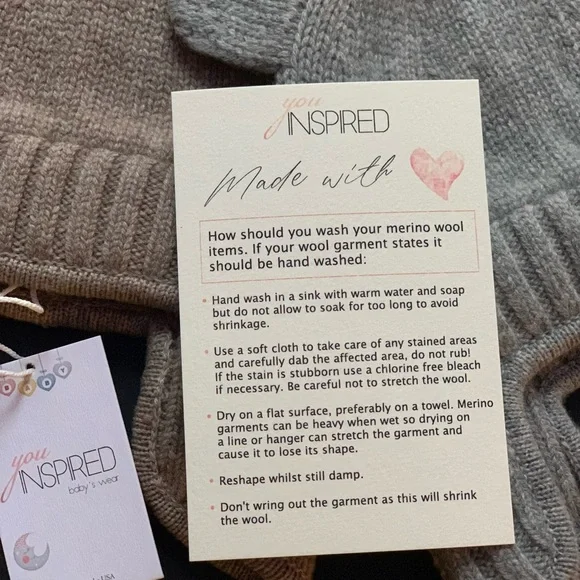 you
INSPIRED
Made with
How should you wash your merino wool
items. If your wool garment states it
should be hand washed:
• Hand wash in a sink with warm water and soap
but do not allow to soak for too long to avoid
shrinkage.
• Use a soft cloth to take care of any stained areas
and carefully dab the affected area, do not rub!
If the stain is stubborn use a chlorine free bleach
if necessary. Be careful not to stretch the wool.
• Dry on a flat surface, preferably on a towel. Merino
garments can be heavy when wet so drying on
a line or hanger can stretch the garment and
cause it to lose its shape.
• Reshape whilst still damp.
• Don't wring out the garment as this will shrink
the wool.
B Y
you
INSPIRED
baby's wear
USA